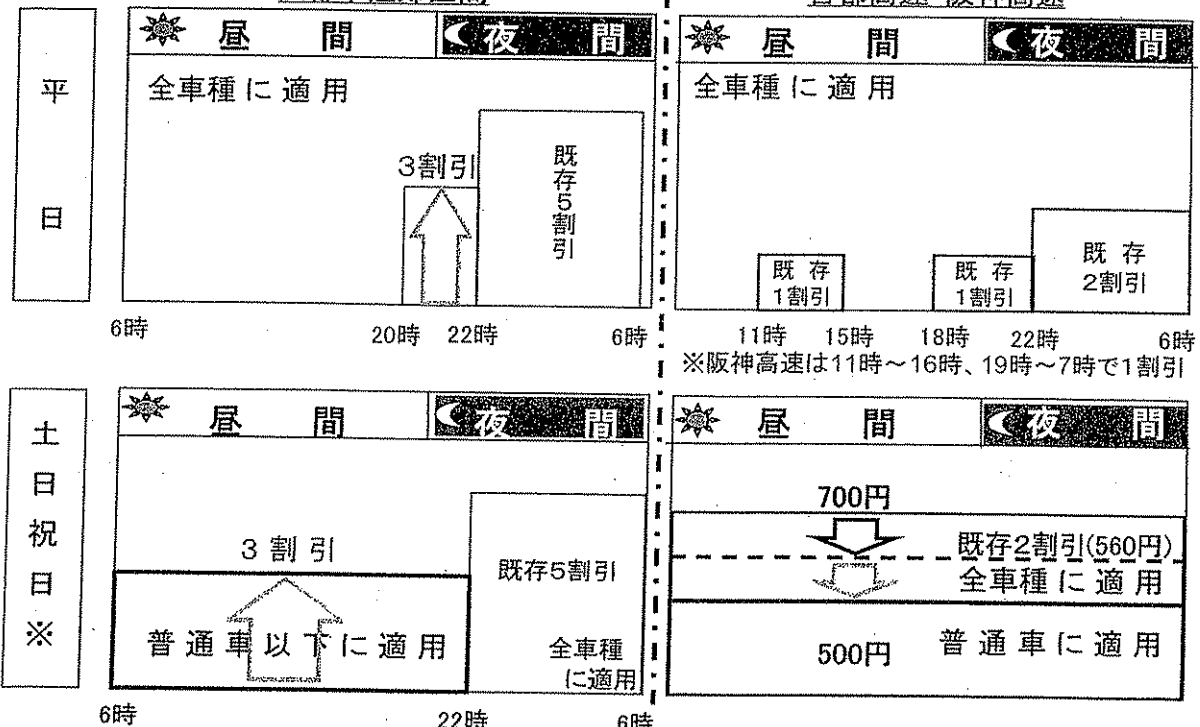 首都高速・阪神高速
平日
昼間
夜間
全車種に適用
3割引
既存5割引
6時
20時
22時
6時
昼間
夜間
全車種に適用
既存
1割引
既存
1割引
既存
2割引
11時
15時
18時
22時
6時
※阪神高速は11時～16時、19時～7時で1割引
土日祝日※
昼間
夜間
3割引
普通車以下に適用
既存5割引
全車種
に適用
6時
22時
6時
昼間
夜間
700円
既存2割引(560円)
全車種に適用
500円
普通車に適用